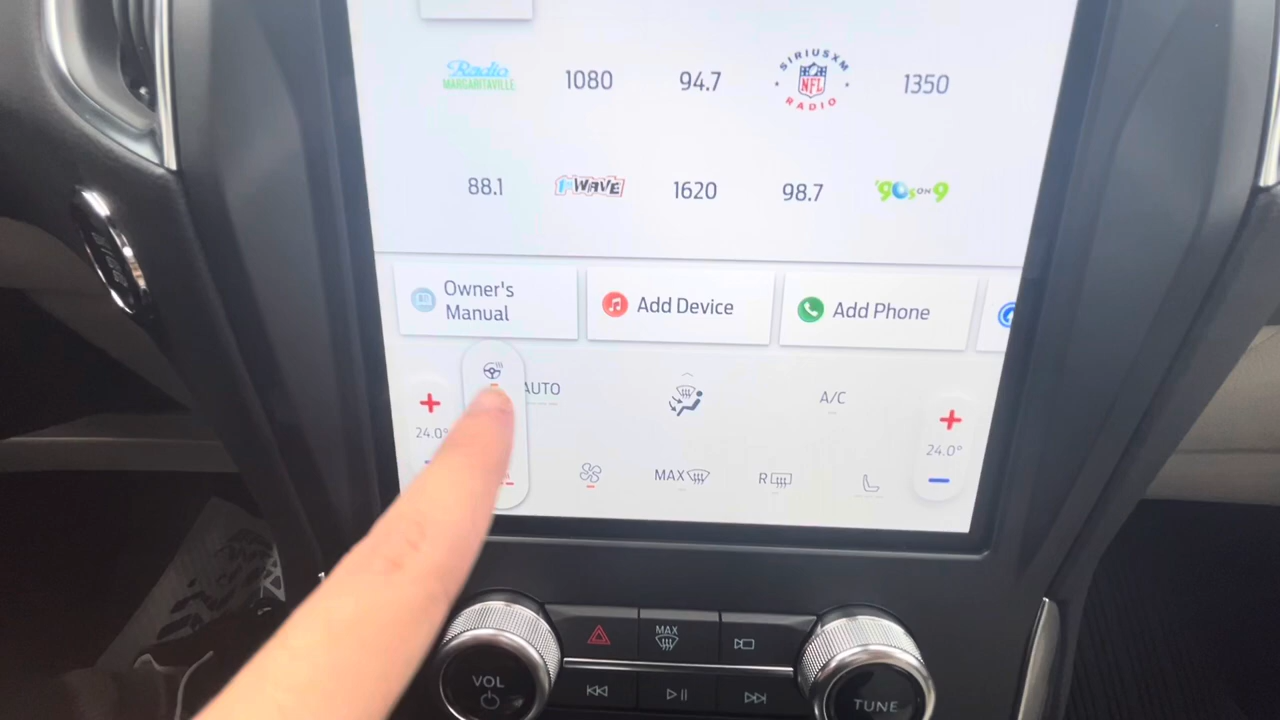 Radio
MARGARITAVILLE
1080
94.7
SIRIUSXM
NFL
RADIO
1350
88.1
1st WAVE
1620
98.7
'90s ON 9
Owner's
Manual
Add Device
Add Phone
AUTO
A/C
24.0°
24.0°
MAX
R
MAX
VOL
TUNE